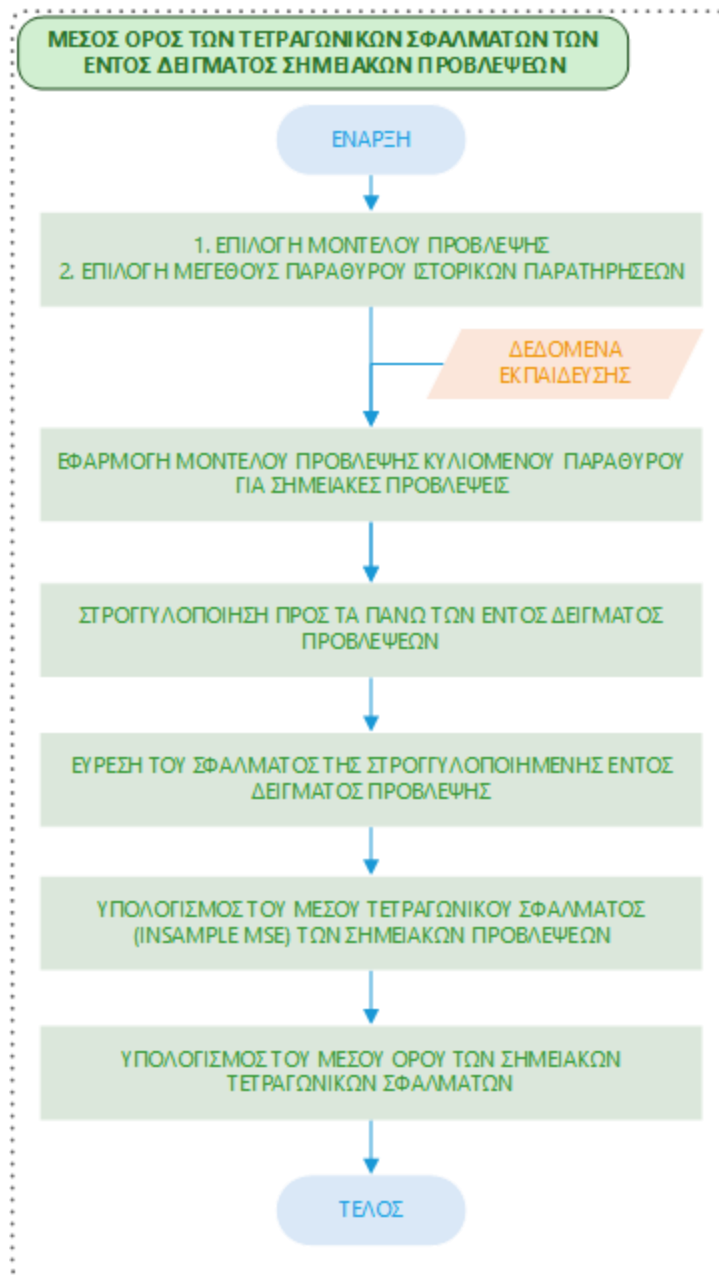 ΜΕΣΟΣ ΟΡΟΣ ΤΩΝ ΤΕΤΡΑΓΩΝΙΚΩΝ ΣΦΑΛΜΑΤΩΝ ΤΩΝ
ΕΝΤΟΣ ΔΕΙΓΜΑΤΟΣ ΣΗΜΕΙΑΚΩΝ ΠΡΟΒΛΕΨΕΩΝ
ΕΝΑΡΞΗ
1. ΕΠΙΛΟΓΗ ΜΟΝΤΕΛΟΥ ΠΡΟΒΛΕΨΗΣ
2. ΕΠΙΛΟΓΗ ΜΕΓΕΘΟΥΣ ΠΑΡΑΘΥΡΟΥ ΙΣΤΟΡΙΚΩΝ ΠΑΡΑΤΗΡΗΣΕΩΝ
ΔΕΔΟΜΕΝΑ
ΕΚΠΑΙΔΕΥΣΗΣ
ΕΦΑΡΜΟΓΗ ΜΟΝΤΕΛΟΥ ΠΡΟΒΛΕΨΗΣ ΚΥΛΙΟΜΕΝΟΥ ΠΑΡΑΘΥΡΟΥ
ΓΙΑ ΣΗΜΕΙΑΚΕΣ ΠΡΟΒΛΕΨΕΙΣ
ΣΤΡΟΓΓΥΛΟΠΟΙΗΣΗ ΠΡΟΣ ΤΑ ΠΑΝΩ ΤΩΝ ΕΝΤΟΣ ΔΕΙΓΜΑΤΟΣ
ΠΡΟΒΛΕΨΕΩΝ
ΕΥΡΕΣΗ ΤΟΥ ΣΦΑΛΜΑΤΟΣ ΤΗΣ ΣΤΡΟΓΓΥΛΟΠΟΙΗΜΕΝΗΣ ΕΝΤΟΣ
ΔΕΙΓΜΑΤΟΣ ΠΡΟΒΛΕΨΗΣ
ΥΠΟΛΟΓΙΣΜΟΣ ΤΟΥ ΜΕΣΟΥ ΤΕΤΡΑΓΩΝΙΚΟΥ ΣΦΑΛΜΑΤΟΣ
(INSAMPLE MSE) ΤΩΝ ΣΗΜΕΙΑΚΩΝ ΠΡΟΒΛΕΨΕΩΝ
ΥΠΟΛΟΓΙΣΜΟΣ ΤΟΥ ΜΕΣΟΥ ΟΡΟΥ ΤΩΝ ΣΗΜΕΙΑΚΩΝ
ΤΕΤΡΑΓΩΝΙΚΩΝ ΣΦΑΛΜΑΤΩΝ
ΤΕΛΟΣ